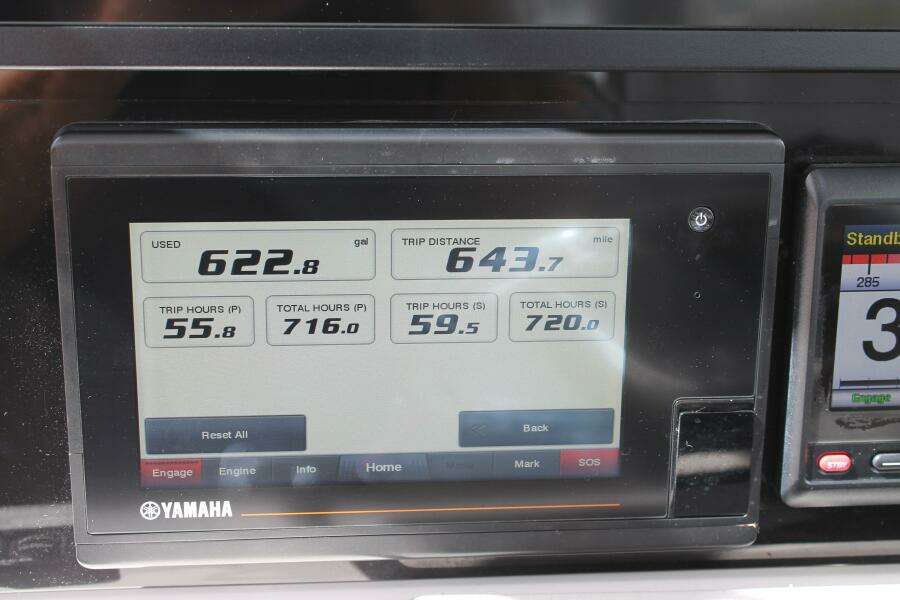 USED gal
622.8
TRIP DISTANCE mile
643.7
TRIP HOURS (P)
55.8
TOTAL HOURS (P)
716.0
TRIP HOURS (S)
59.5
TOTAL HOURS (S)
720.0
Reset All
<< Back
Engage Engine Info Home Mark SOS
YAMAHA
Standb
285
3
Engage
STBY